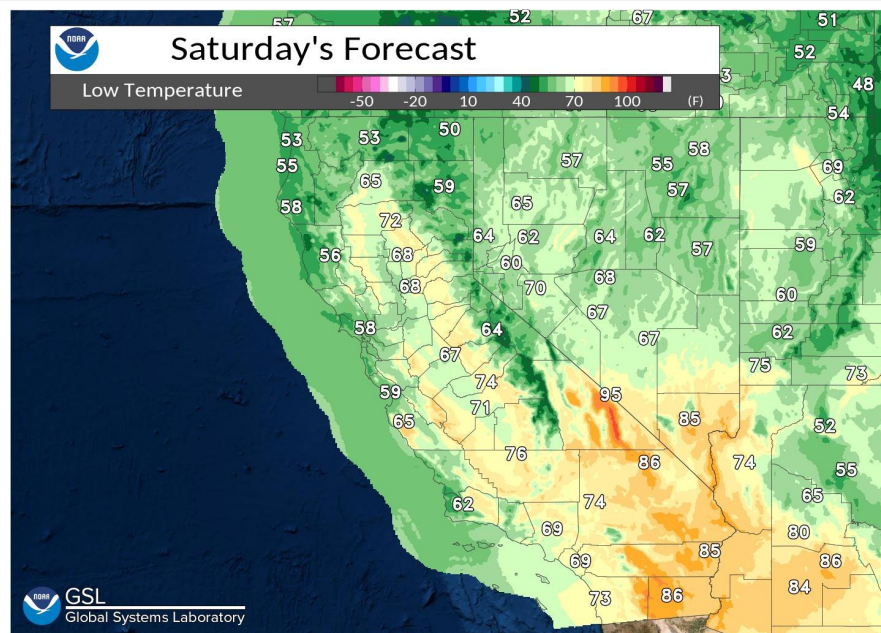 57 52 67 51
NOAA
Saturday's Forecast
52
Low Temperature
-50 -20 10 40 70 100 (F)
48
54
53 53 50 58
57
55 55 69
65 59 57 62
58 65
72
64 62 64 62 57 59
56 68 60
68 70 68 60
67
58 64 67 62
67 75 73
74
59 71 95
65 85 52
76 86 74 55
65
62 74
69 80
69 85 86
84
73 86
NOAA
GSL
Global Systems Laboratory